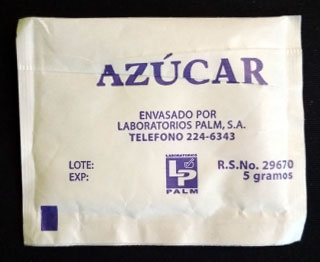 AZÚCAR
ENVASADO POR
LABORATORIOS PALM, S.A.
TELEFONO 224-6343
LOTE:
EXP:
LABORATORIOS
LP
PALM
R.S.No. 29670
5 gramos